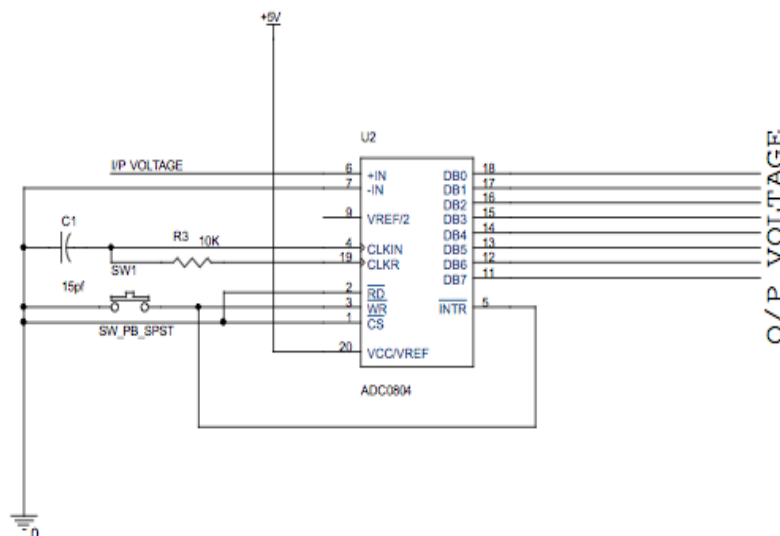 +5V
U2
I/P VOLTAGE
6 +IN DB0 18
7 -IN DB1 17
DB2 16
9 VREF/2 DB3 15
DB4 14
C1
R3 10K
4 CLKIN DB5 13
19 CLKR DB6 12
DB7 11
SW1
15pf
2 RD
3 WR INTR 5
1 CS
SW_PB_SPST
20 VCC/VREF
ADC0804
O/P VOLTAGE
0